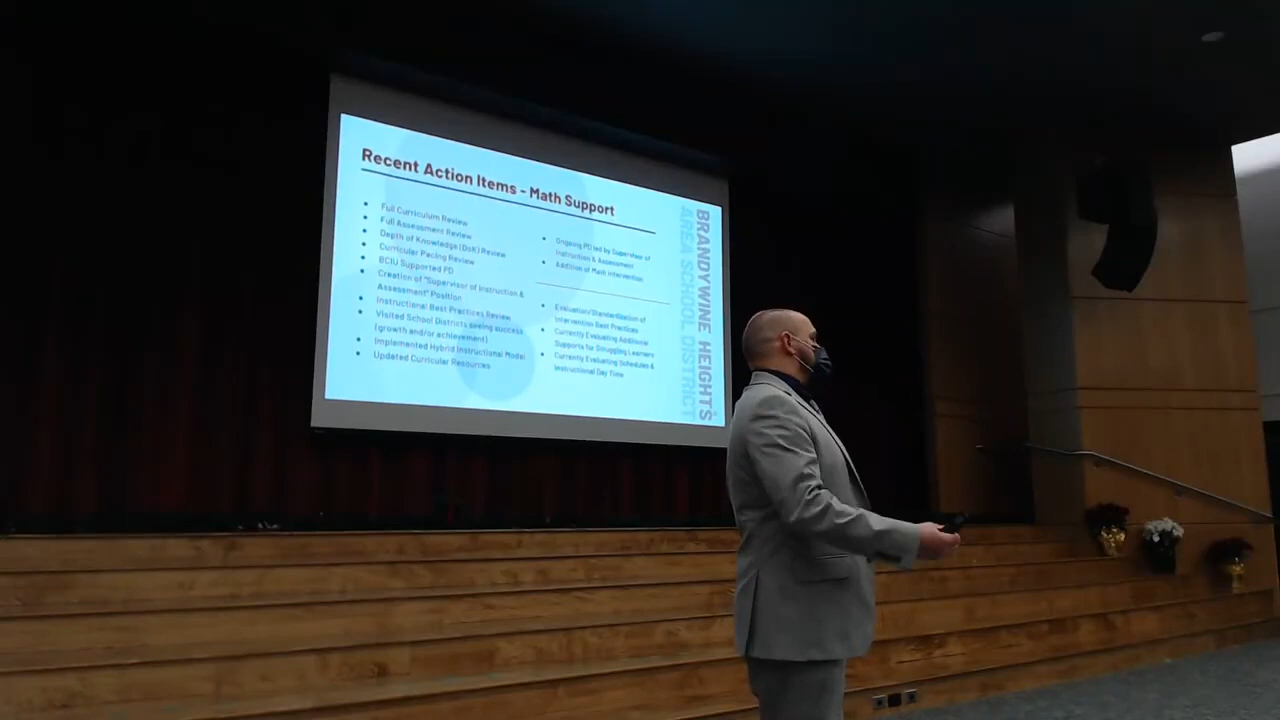 Recent Action Items - Math Support
Full Curriculum Review
Full Assessment Review
Depth of Knowledge (DoK) Review
Curricular Pacing Review
BCIU Supported PD
Creation of "Supervisor of Instruction &
Assessment" Position
Instructional Best Practices Review
Visited School Districts seeing success
(growth and/or achievement)
Implemented Hybrid Instructional Model
Updated Curricular Resources
Ongoing PD led by Supervisor of
Instruction & Assessment
Addition of Math Intervention
Evaluation/Standardization of
Intervention Best Practices
Currently Evaluating Additional
Supports for Struggling Learners
Currently Evaluating Schedules &
Instructional Day Time
BRANDYWINE HEIGHTS
AREA SCHOOL DISTRICT